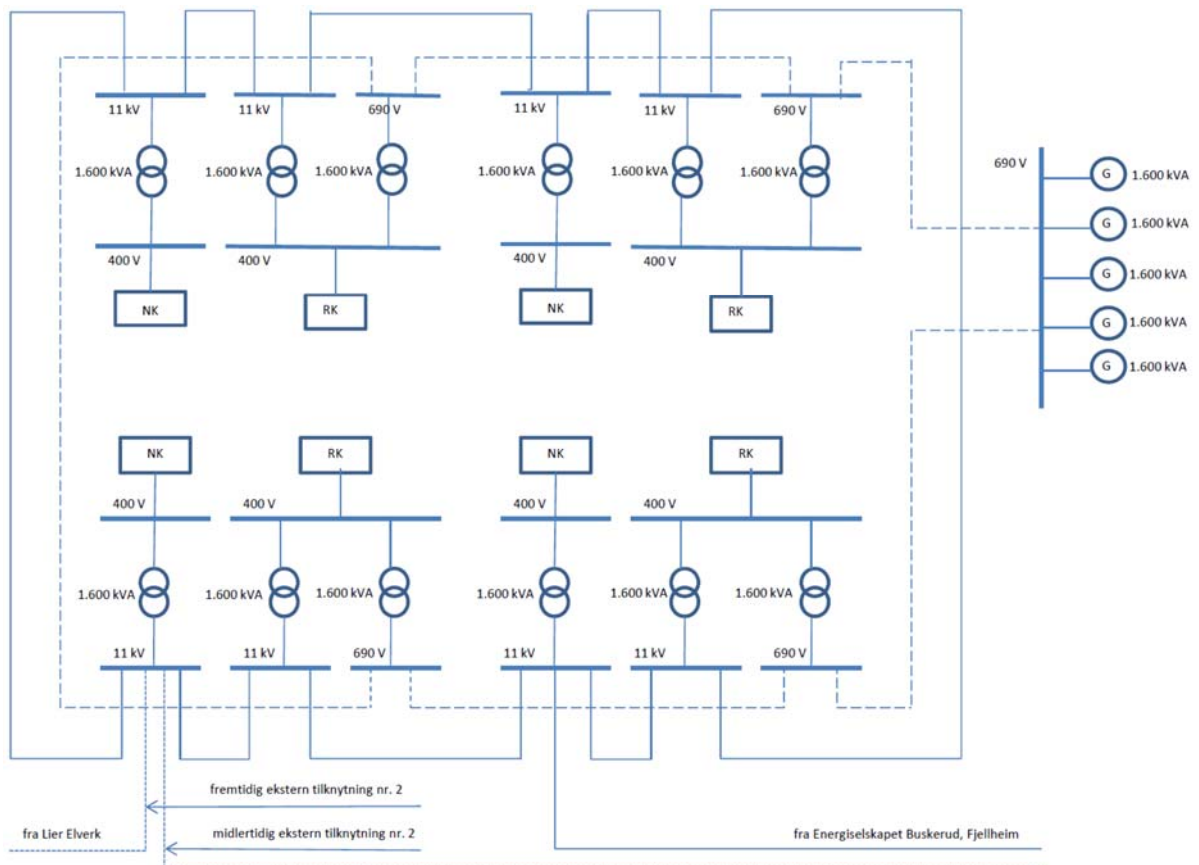 11 kV 11 kV 690 V 11 kV 11 kV 690 V
690 V
1.600 kVA 1.600 kVA 1.600 kVA 1.600 kVA 1.600 kVA 1.600 kVA
G 1.600 kVA
G 1.600 kVA
400 V 400 V 400 V 400 V
G 1.600 kVA
NK RK NK RK
G 1.600 kVA
G 1.600 kVA
NK RK NK RK
400 V 400 V 400 V 400 V
1.600 kVA 1.600 kVA 1.600 kVA 1.600 kVA 1.600 kVA 1.600 kVA
11 kV 11 kV 690 V 11 kV 11 kV 690 V
fremtidig ekstern tilknytning nr. 2
fra Lier Elverk
midlertidig ekstern tilknytning nr. 2
fra Energiselskapet Buskerud, Fjellheim